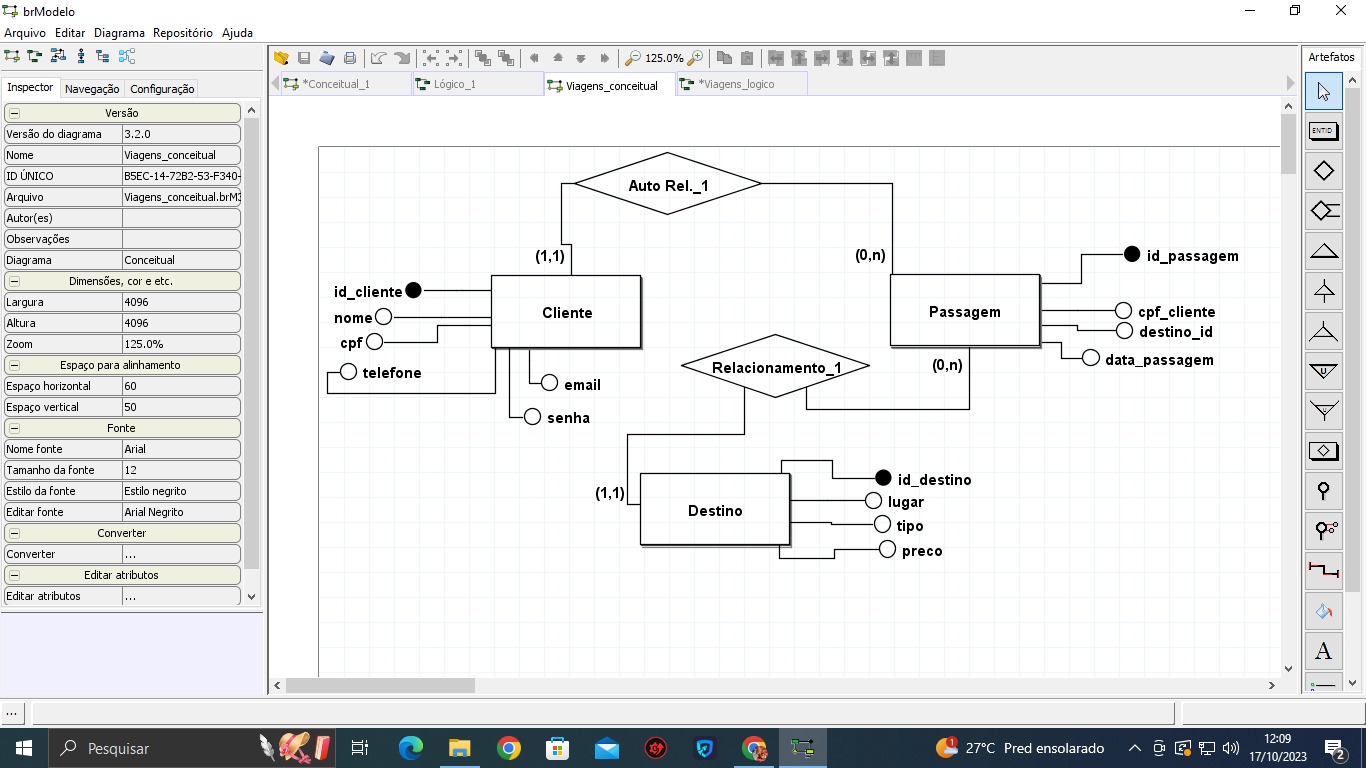 brModelo
Arquivo Editar Diagrama Repositório Ajuda
125.0%
Artefatos
Inspector Navegação Configuração
*Conceitual_1 Lógico_1 Viagens_conceitual *Viagens_logico
Versão
Versão do diagrama 3.2.0
Nome Viagens_conceitual
ID ÚNICO B5EC-14-72B2-53-F340-
Arquivo Viagens_conceitual.brM3
Autor(es)
Observações
Diagrama Conceitual
Dimensões, cor e etc.
Largura 4096
Altura 4096
Zoom 125.0%
Espaço para alinhamento
Espaço horizontal 60
Espaço vertical 50
Fonte
Nome fonte Arial
Tamanho da fonte 12
Estilo da fonte Estilo negrito
Editar fonte Arial Negrito
Converter
Converter ...
Editar atributos
Editar atributos ...
Auto Rel._1
(1,1)
(0,n)
id_cliente
nome
cpf
telefone
email
senha
Cliente
Passagem
id_passagem
cpf_cliente
destino_id
data_passagem
(0,n)
Relacionamento_1
(1,1)
Destino
id_destino
lugar
tipo
preco
ENTID
U
A
...
Pesquisar
1
27°C Pred ensolarado
12:09
17/10/2023
2